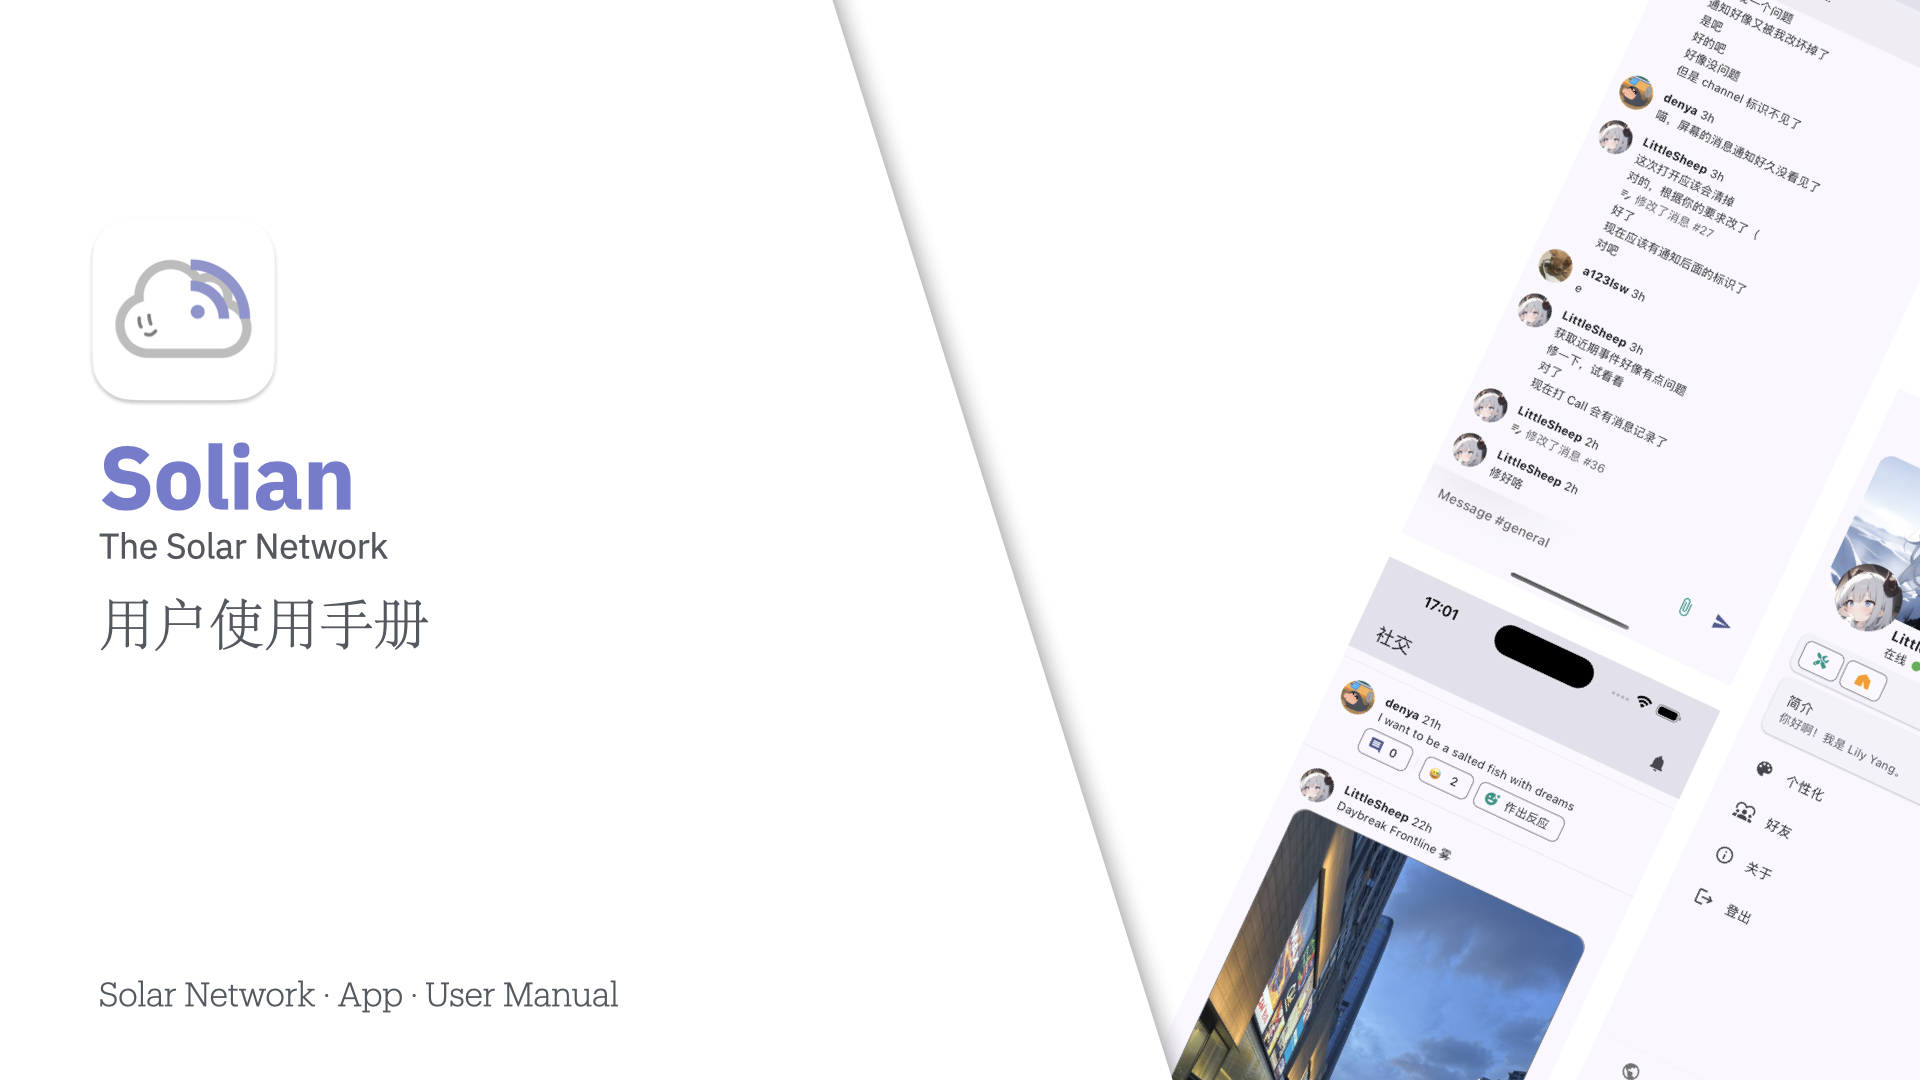 Solian
The Solar Network
用户使用手册
Solar Network · App · User Manual
一个问题
通知好像又被我改坏掉了
是吧
好的吧
好像没问题
但是 channel 标识不见了
denya 3h
喵，屏幕的消息通知好久没看见了
LittleSheep 3h
这次打开应该会清掉
对的，根据你的要求改了（
修改了消息 #27
好了
现在应该有通知后面的标识了
对吧
a123lsw 3h
e
LittleSheep 3h
获取近期事件好像有点问题
修一下，试看看
对了
现在打 Call 会有消息记录了
LittleSheep 2h
修改了消息 #36
LittleSheep 2h
修好咯
Message #general
17:01
社交
denya 21h
I want to be a salted fish with dreams
0
2
作出反应
LittleSheep 22h
Daybreak Frontline 雾
Littl
在线
简介
你好啊！我是 Lily Yang。
个性化
好友
关于
登出